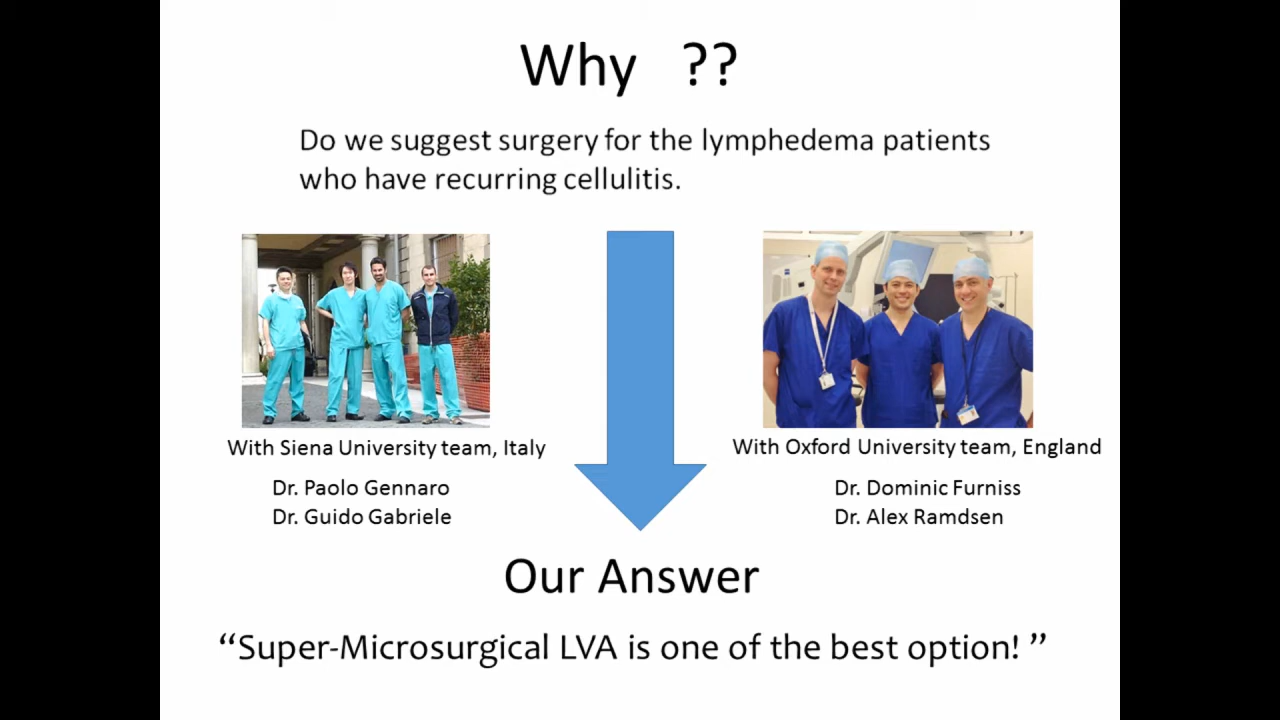 Why ??
Do we suggest surgery for the lymphedema patients
who have recurring cellulitis.
With Siena University team, Italy
Dr. Paolo Gennaro
Dr. Guido Gabriele
With Oxford University team, England
Dr. Dominic Furniss
Dr. Alex Ramdsen
Our Answer
“Super-Microsurgical LVA is one of the best option! ”